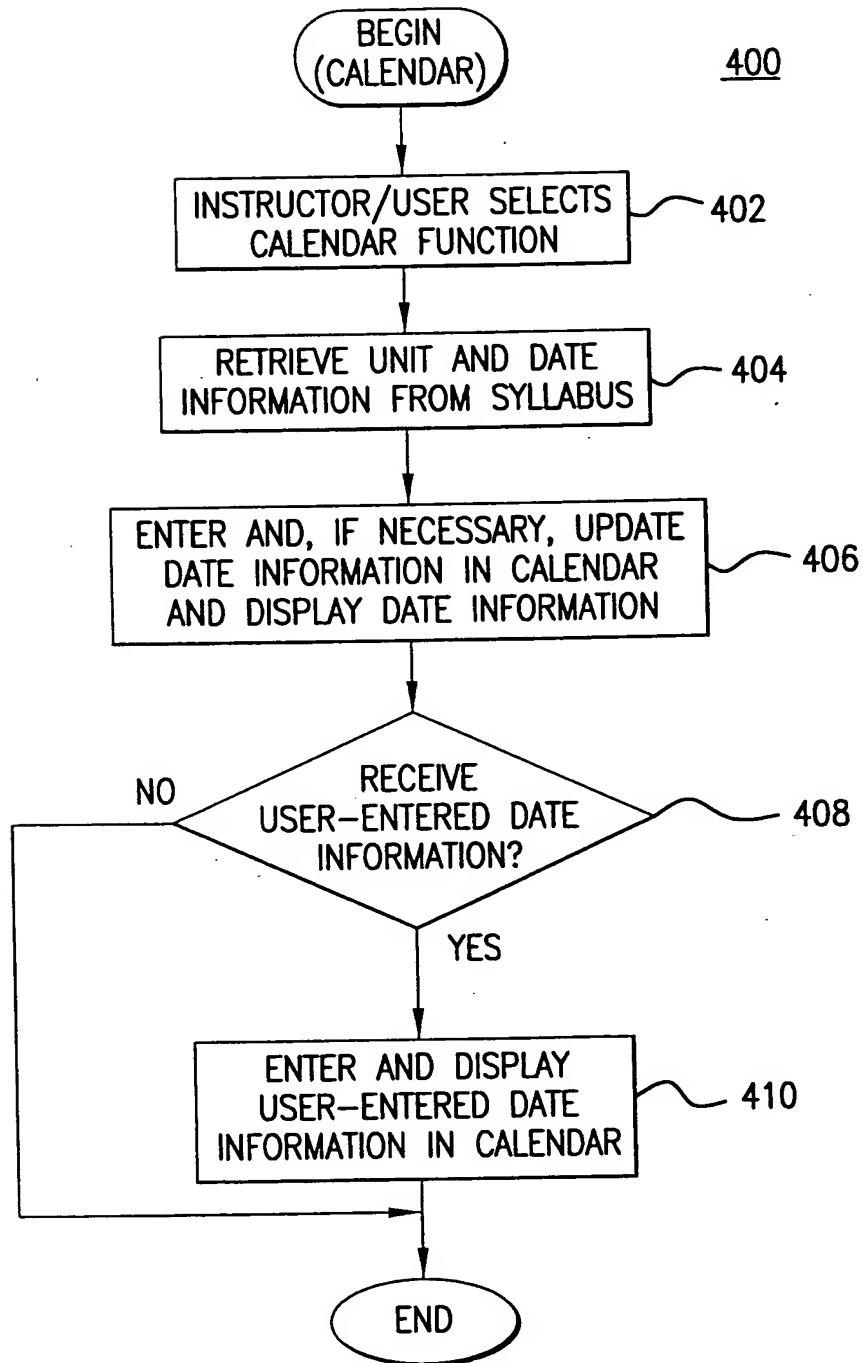 BEGIN
(CALENDAR)
400
INSTRUCTOR/USER SELECTS
CALENDAR FUNCTION
402
RETRIEVE UNIT AND DATE
INFORMATION FROM SYLLABUS
404
ENTER AND, IF NECESSARY, UPDATE
DATE INFORMATION IN CALENDAR
AND DISPLAY DATE INFORMATION
406
RECEIVE
USER-ENTERED DATE
INFORMATION?
408
NO
YES
ENTER AND DISPLAY
USER-ENTERED DATE
INFORMATION IN CALENDAR
410
END